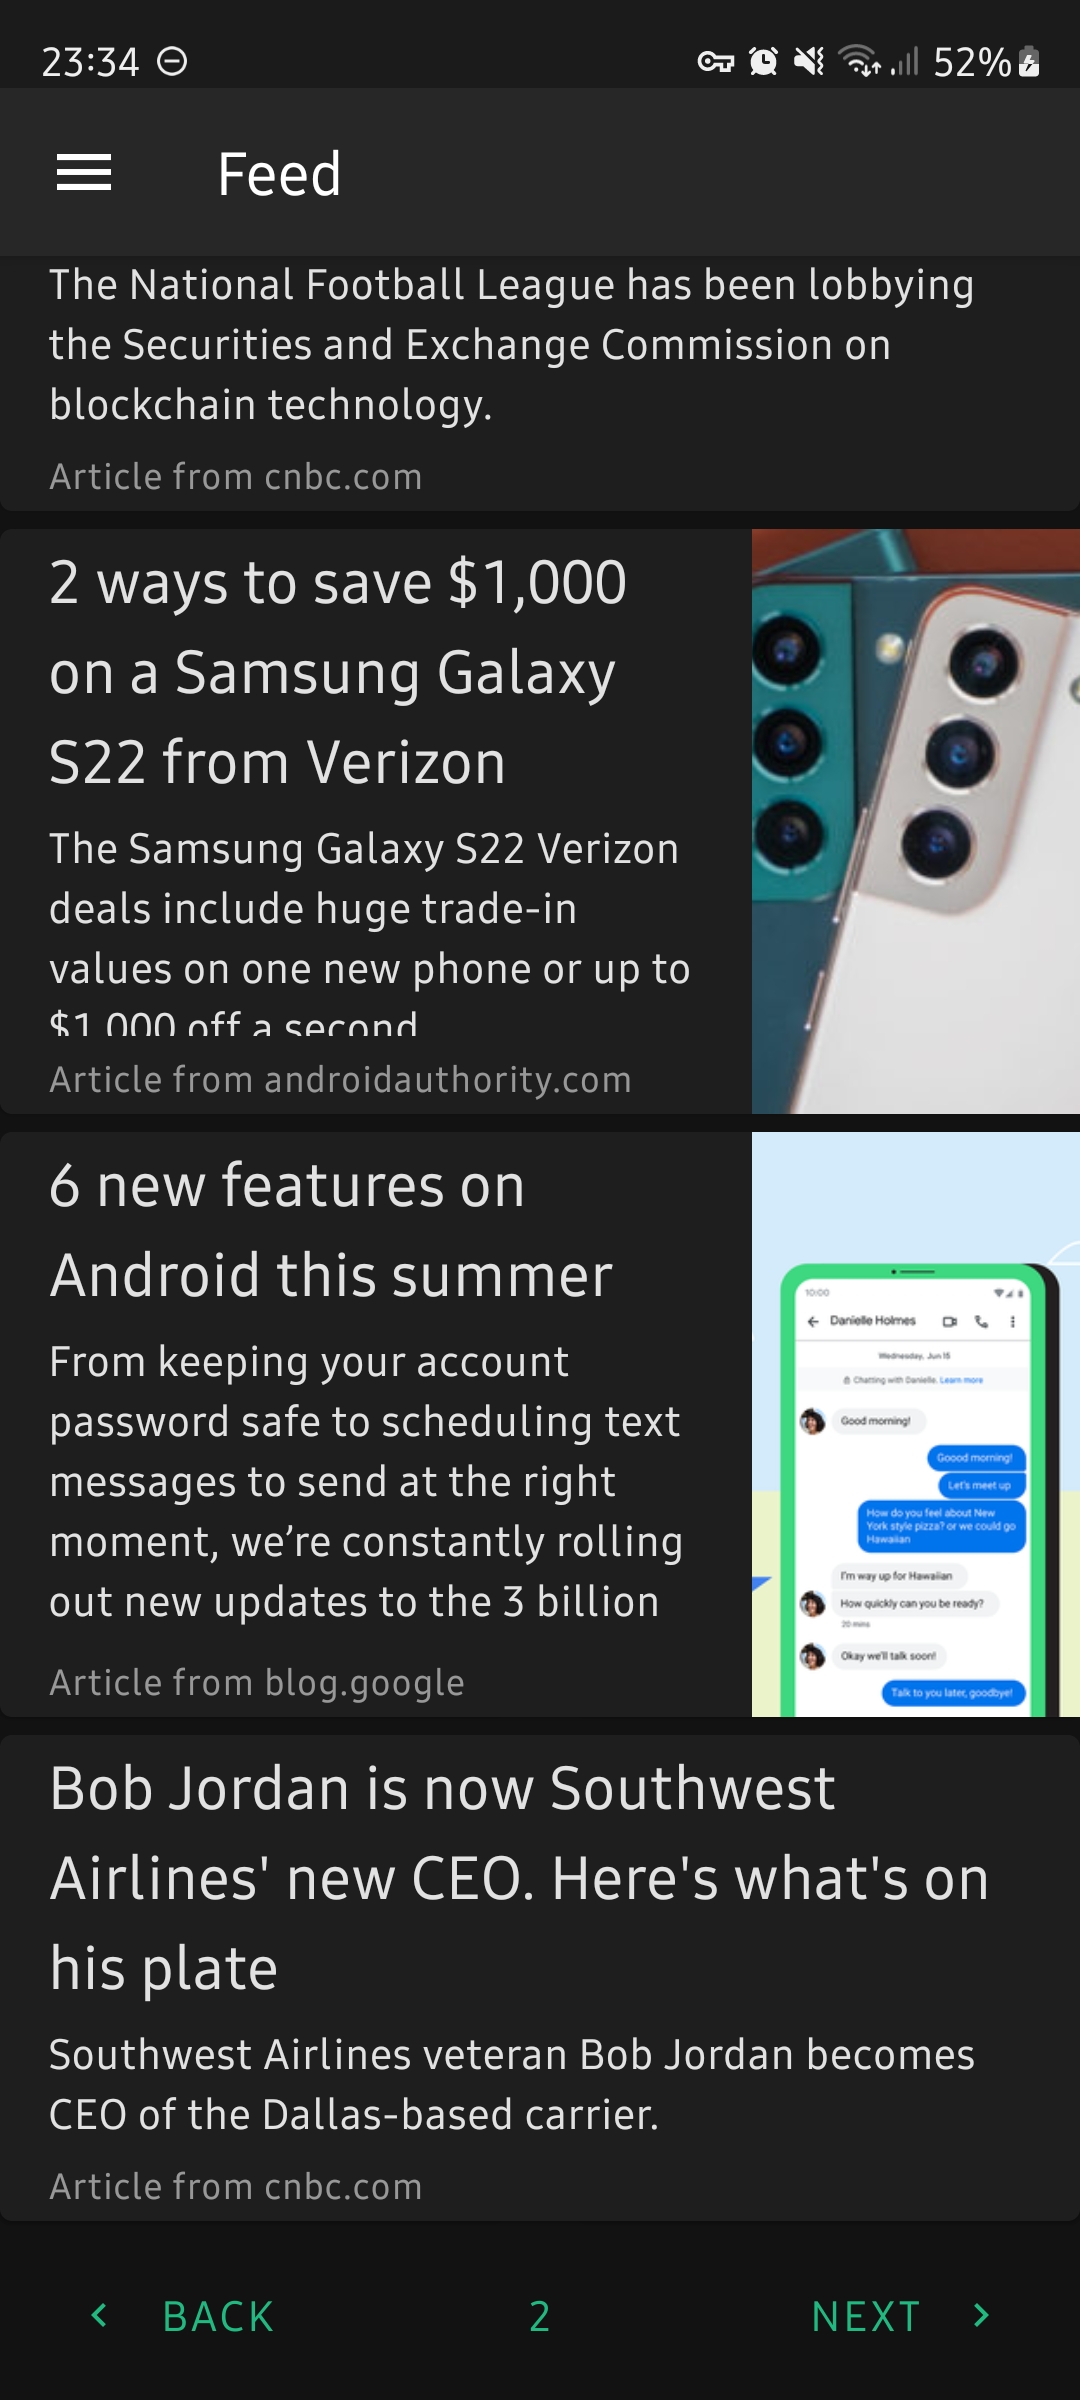 23:34
52%
Feed
The National Football League has been lobbying
the Securities and Exchange Commission on
blockchain technology.
Article from cnbc.com
2 ways to save $1,000
on a Samsung Galaxy
S22 from Verizon
The Samsung Galaxy S22 Verizon
deals include huge trade-in
values on one new phone or up to
$1,000 off a second
Article from androidauthority.com
6 new features on
Android this summer
From keeping your account
password safe to scheduling text
messages to send at the right
moment, we’re constantly rolling
out new updates to the 3 billion
Article from blog.google
10:00
Danielle Holmes
Wednesday, Jun 15
Chatting with Danielle. Learn more
Good morning!
Goood morning!
Let's meet up
How do you feel about New
York style pizza? or we could go
Hawaiian
I'm way up for Hawaiian
How quickly can you be ready?
20 mins
Okay we'll talk soon!
Talk to you later, goodbye!
Bob Jordan is now Southwest
Airlines' new CEO. Here's what's on
his plate
Southwest Airlines veteran Bob Jordan becomes
CEO of the Dallas-based carrier.
Article from cnbc.com
BACK
2
NEXT